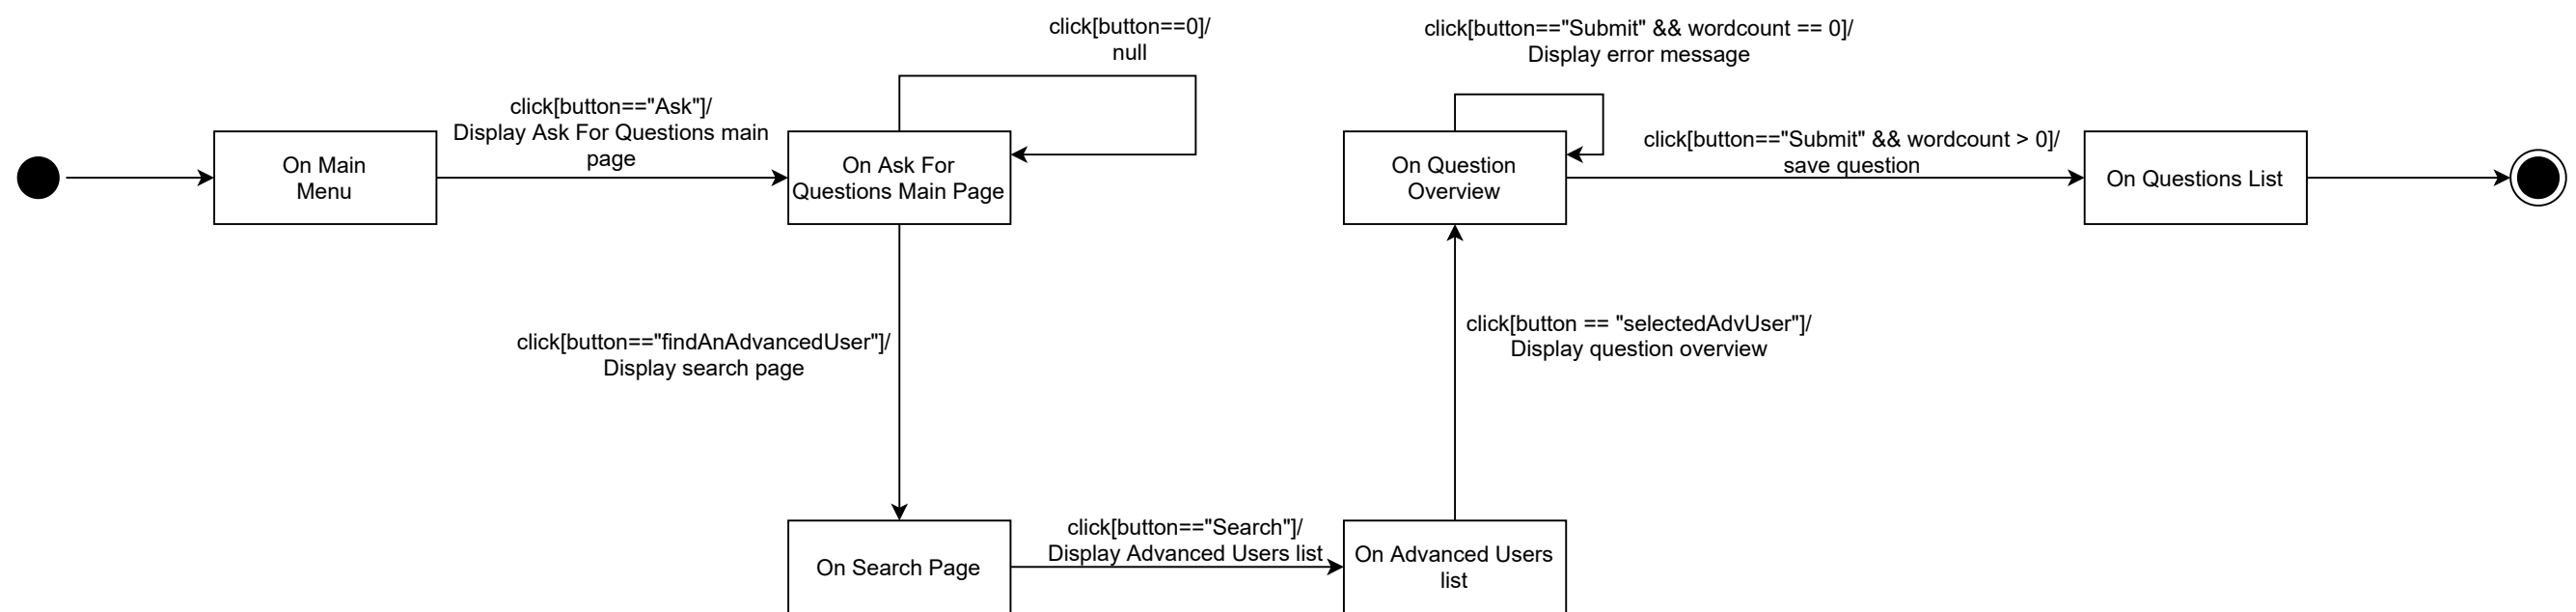 click[button==0]/
null
click[button=="Submit" && wordcount == 0]/
Display error message
click[button=="Ask"]/
Display Ask For Questions main
page
click[button=="Submit" && wordcount > 0]/
save question
On Main
Menu
On Ask For
Questions Main Page
On Question
Overview
On Questions List
click[button=="findAnAdvancedUser"]/
Display search page
click[button == "selectedAdvUser"]/
Display question overview
click[button=="Search"]/
Display Advanced Users list
On Search Page
On Advanced Users
list